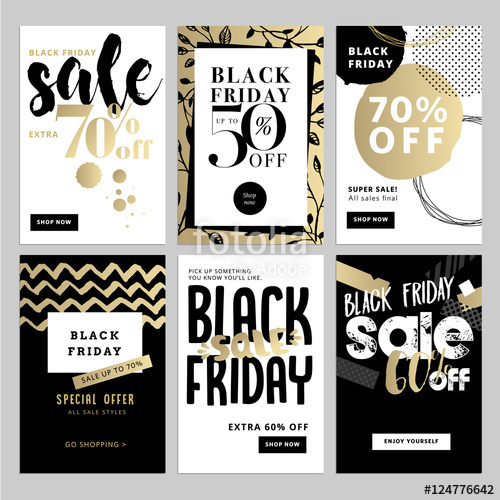 BLACK FRIDAY
sale
EXTRA 70%
off
SHOP NOW
BLACK
FRIDAY
UP TO
50%
OFF
Shop
now
BLACK
FRIDAY
70%
OFF
SUPER SALE!
All sales final
SHOP NOW
BLACK
FRIDAY
SALE UP TO 70%
SPECIAL OFFER
ALL SALE STYLES
GO SHOPPING >
PICK UP SOMETHING
YOU KNOW YOU'LL LIKE.
BLACK
sale
FRIDAY
EXTRA 60% OFF
SHOP NOW
BLACK FRIDAY
sale
60%
off
ENJOY YOURSELF
fotolia
by Adobe
#124776642